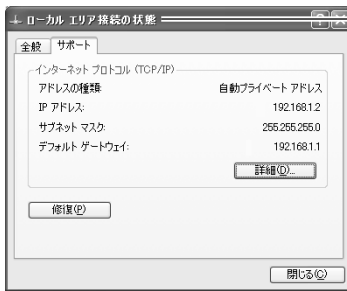 ローカル エリア接続の状態
全般
サポート
インターネット プロトコル (TCP/IP)
アドレスの種類: 自動プライベート アドレス
IP アドレス: 192.168.1.2
サブネット マスク: 255.255.255.0
デフォルト ゲートウェイ: 192.168.1.1
詳細(D)...
修復(P)
閉じる(C)